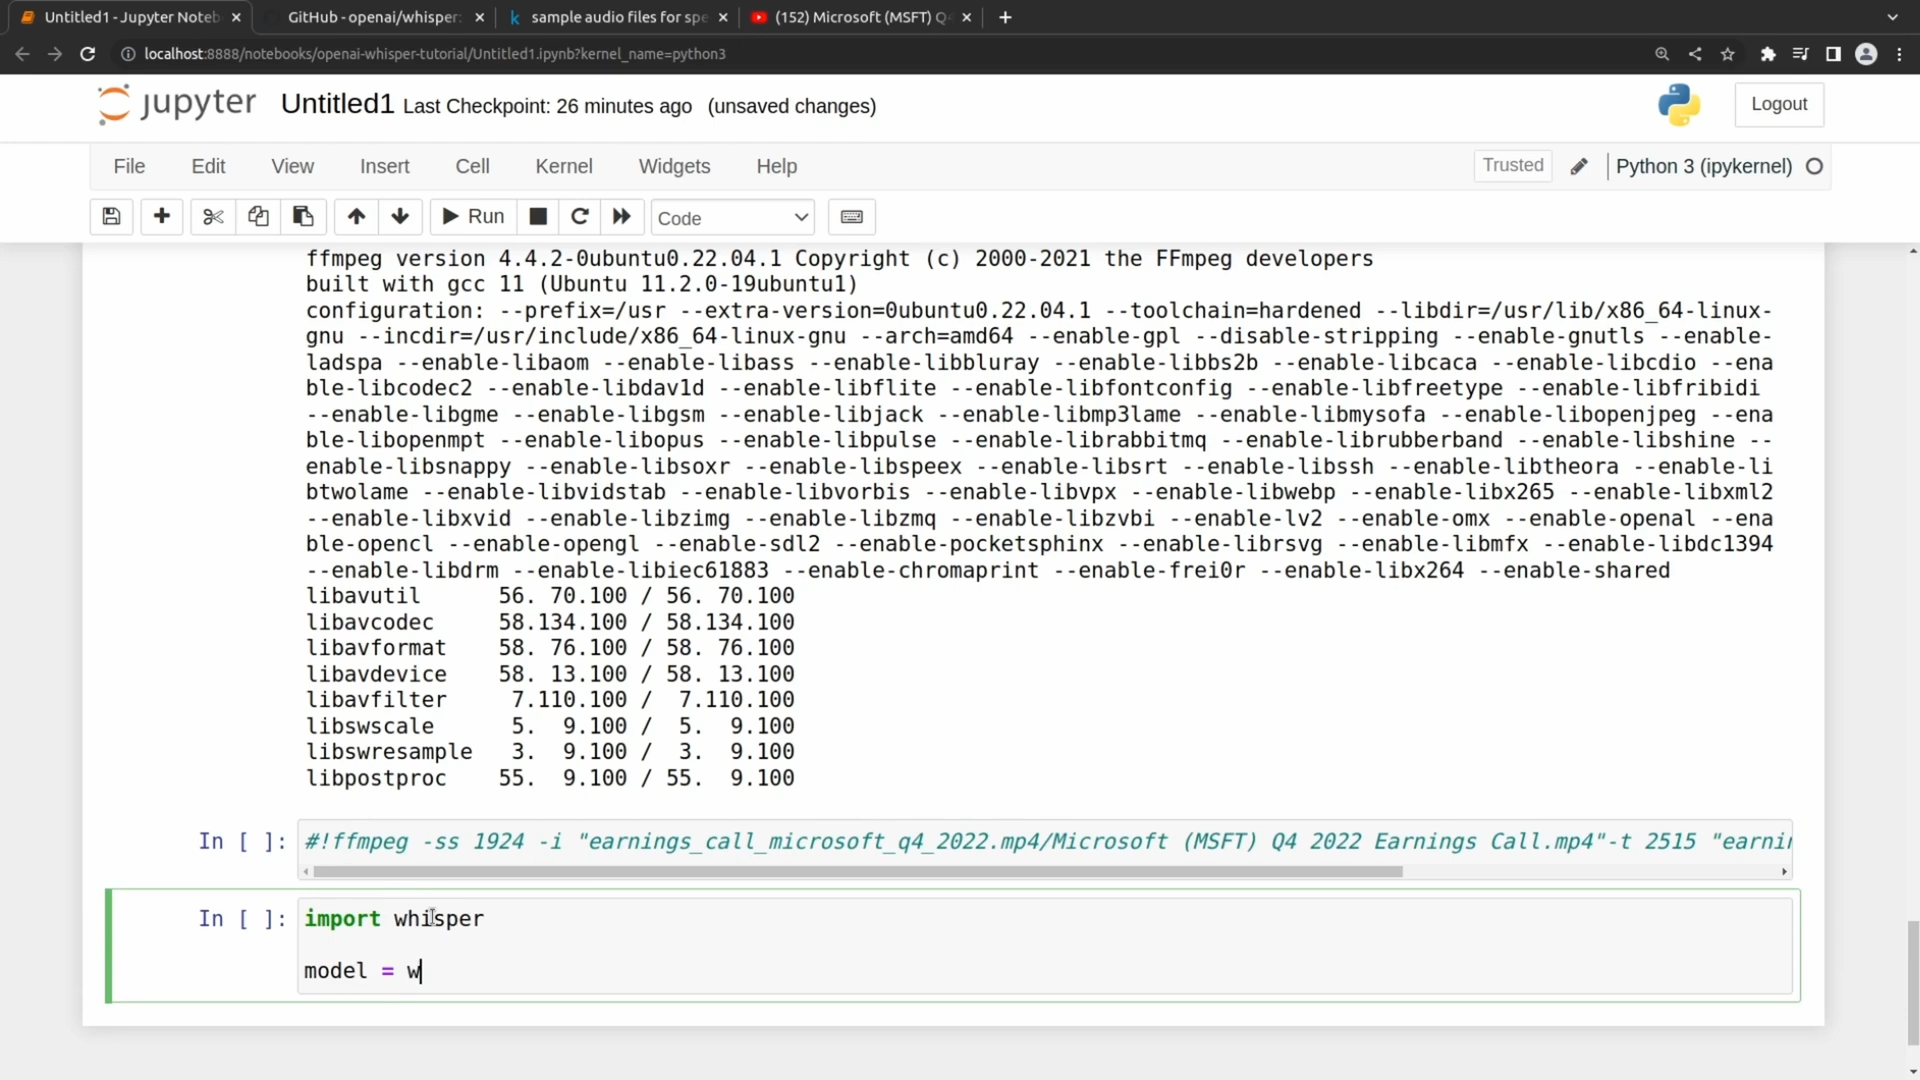 Untitled1 - Jupyter Noteb
GitHub - openai/whisper:
sample audio files for spe
(152) Microsoft (MSFT) Q
localhost:8888/notebooks/openai-whisper-tutorial/Untitled1.ipynb?kernel_name=python3
jupyter Untitled1 Last Checkpoint: 26 minutes ago (unsaved changes)
Logout
File Edit View Insert Cell Kernel Widgets Help
Trusted Python 3 (ipykernel)
Run Code
ffmpeg version 4.4.2-0ubuntu0.22.04.1 Copyright (c) 2000-2021 the FFmpeg developers
built with gcc 11 (Ubuntu 11.2.0-19ubuntu1)
configuration: --prefix=/usr --extra-version=0ubuntu0.22.04.1 --toolchain=hardened --libdir=/usr/lib/x86_64-linux-
gnu --incdir=/usr/include/x86_64-linux-gnu --arch=amd64 --enable-gpl --disable-stripping --enable-gnutls --enable-
ladspa --enable-libaom --enable-libass --enable-libbluray --enable-libbs2b --enable-libcaca --enable-libcdio --ena
ble-libcodec2 --enable-libdav1d --enable-libflite --enable-libfontconfig --enable-libfreetype --enable-libfribidi
--enable-libgme --enable-libgsm --enable-libjack --enable-libmp3lame --enable-libmysofa --enable-libopenjpeg --ena
ble-libopenmpt --enable-libopus --enable-libpulse --enable-librabbitmq --enable-librubberband --enable-libshine --
enable-libsnappy --enable-libsoxr --enable-libspeex --enable-libsrt --enable-libssh --enable-libtheora --enable-li
btwolame --enable-libvidstab --enable-libvorbis --enable-libvpx --enable-libwebp --enable-libx265 --enable-libxml2
--enable-libxvid --enable-libzimg --enable-libzmq --enable-libzvbi --enable-lv2 --enable-omx --enable-openal --ena
ble-opencl --enable-opengl --enable-sdl2 --enable-pocketsphinx --enable-librsvg --enable-libmfx --enable-libdc1394
--enable-libdrm --enable-libiec61883 --enable-chromaprint --enable-frei0r --enable-libx264 --enable-shared
libavutil 56. 70.100 / 56. 70.100
libavcodec 58.134.100 / 58.134.100
libavformat 58. 76.100 / 58. 76.100
libavdevice 58. 13.100 / 58. 13.100
libavfilter 7.110.100 / 7.110.100
libswscale 5. 9.100 / 5. 9.100
libswresample 3. 9.100 / 3. 9.100
libpostproc 55. 9.100 / 55. 9.100
In [ ]: #!ffmpeg -ss 1924 -i "earnings_call_microsoft_q4_2022.mp4/Microsoft (MSFT) Q4 2022 Earnings Call.mp4"-t 2515 "earnin
In [ ]: import whisper
model = w